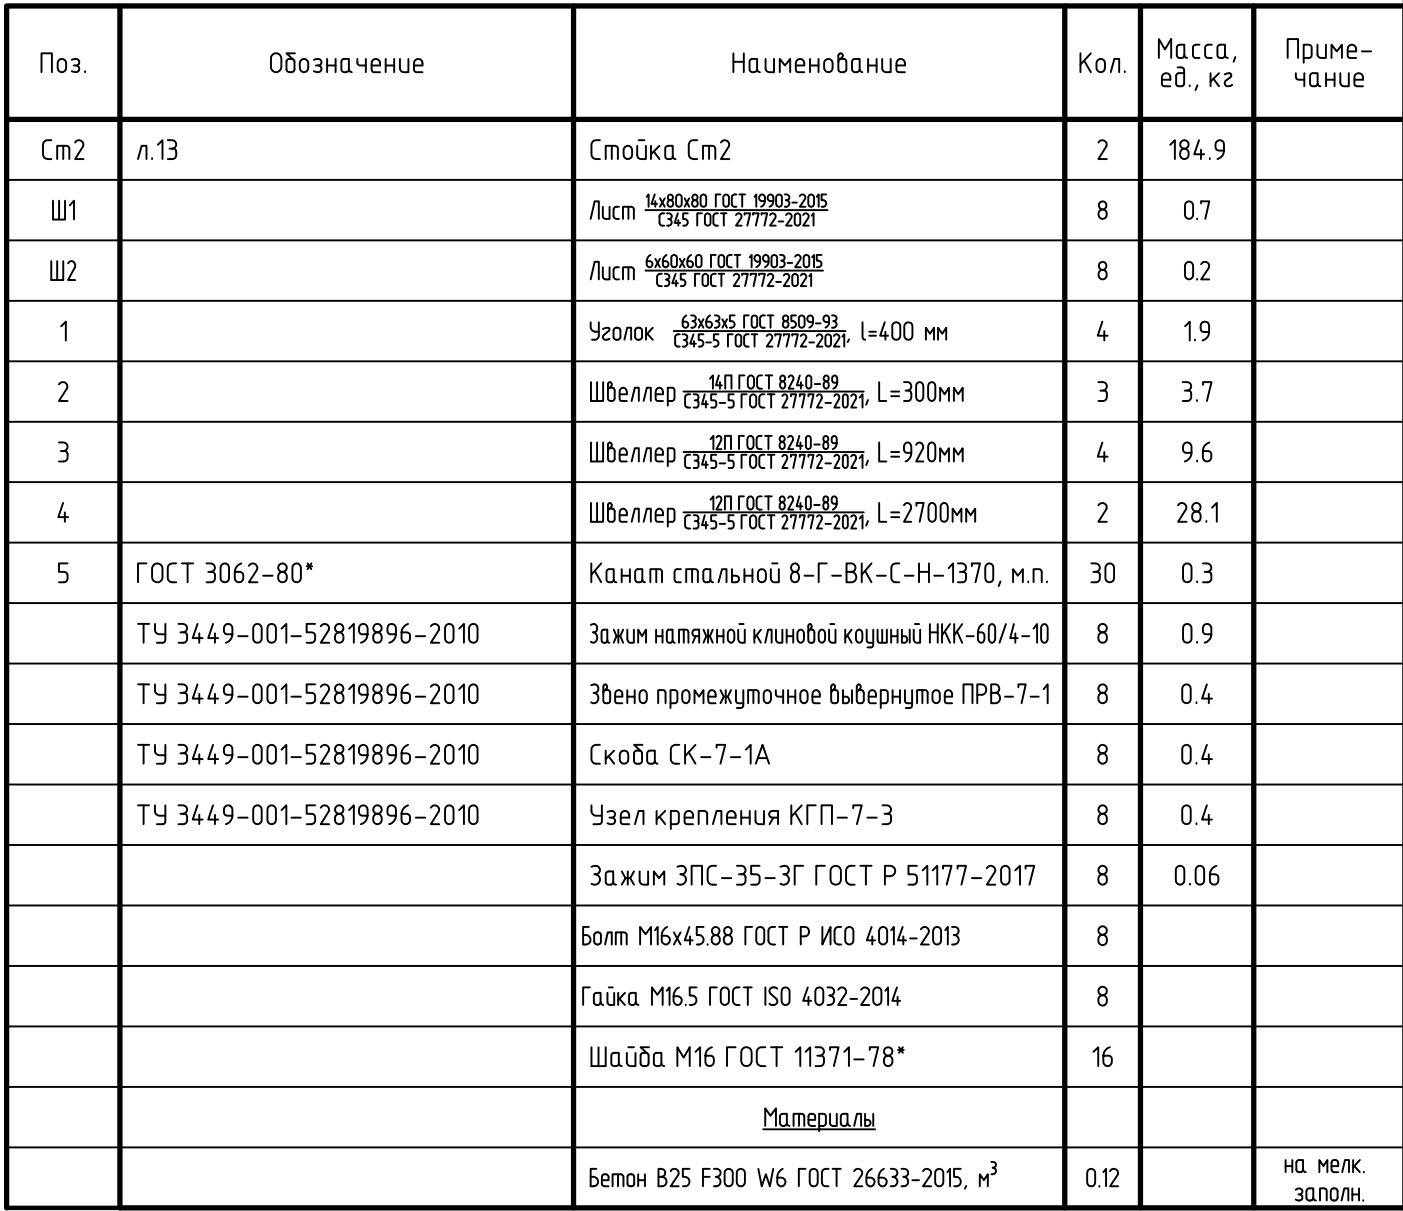 Поз. Обозначение Наименование Кол. Масса, ед., кг Приме-чание
Ст2 л.13 Стойка Ст2 2 184.9
Ш1 Лист 14х80х80 ГОСТ 19903-2015 / С345 ГОСТ 27772-2021 8 0.7
Ш2 Лист 6х60х60 ГОСТ 19903-2015 / С345 ГОСТ 27772-2021 8 0.2
1 Уголок 63х63х5 ГОСТ 8509-93 / С345-5 ГОСТ 27772-2021, l=400 мм 4 1.9
2 Швеллер 14П ГОСТ 8240-89 / С345-5 ГОСТ 27772-2021, L=300мм 3 3.7
3 Швеллер 12П ГОСТ 8240-89 / С345-5 ГОСТ 27772-2021, L=920мм 4 9.6
4 Швеллер 12П ГОСТ 8240-89 / С345-5 ГОСТ 27772-2021, L=2700мм 2 28.1
5 ГОСТ 3062-80* Канат стальной 8-Г-ВК-С-Н-1370, м.п. 30 0.3
ТУ 3449-001-52819896-2010 Зажим натяжной клиновой коушный НКК-60/4-10 8 0.9
ТУ 3449-001-52819896-2010 Звено промежуточное вывернутое ПРВ-7-1 8 0.4
ТУ 3449-001-52819896-2010 Скоба СК-7-1А 8 0.4
ТУ 3449-001-52819896-2010 Узел крепления КГП-7-3 8 0.4
Зажим ЗПС-35-3Г ГОСТ Р 51177-2017 8 0.06
Болт М16х45.88 ГОСТ Р ИСО 4014-2013 8
Гайка М16.5 ГОСТ ISO 4032-2014 8
Шайба М16 ГОСТ 11371-78* 16
Материалы
Бетон В25 F300 W6 ГОСТ 26633-2015, м³ 0.12 на мелк. заполн.